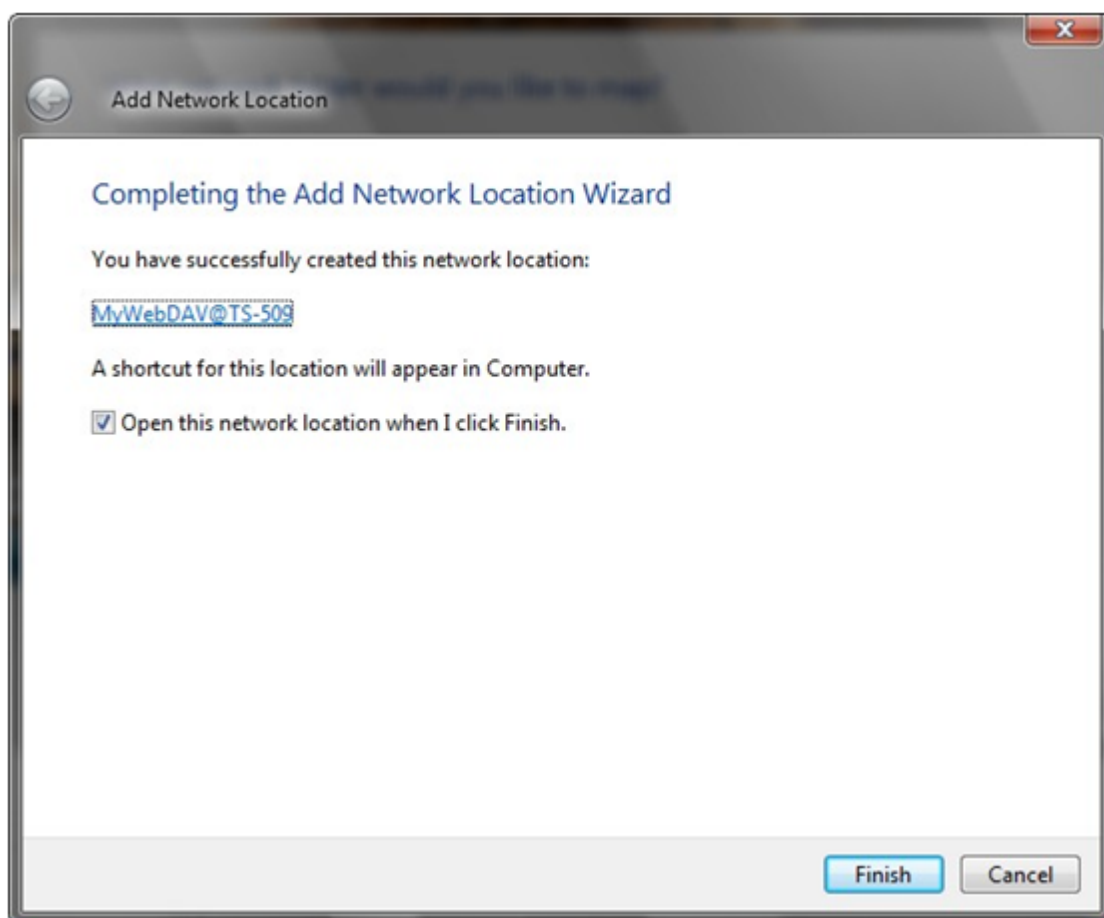 Add Network Location
Completing the Add Network Location Wizard
You have successfully created this network location:
MyWebDAV@TS-509
A shortcut for this location will appear in Computer.
Open this network location when I click Finish.
Finish
Cancel